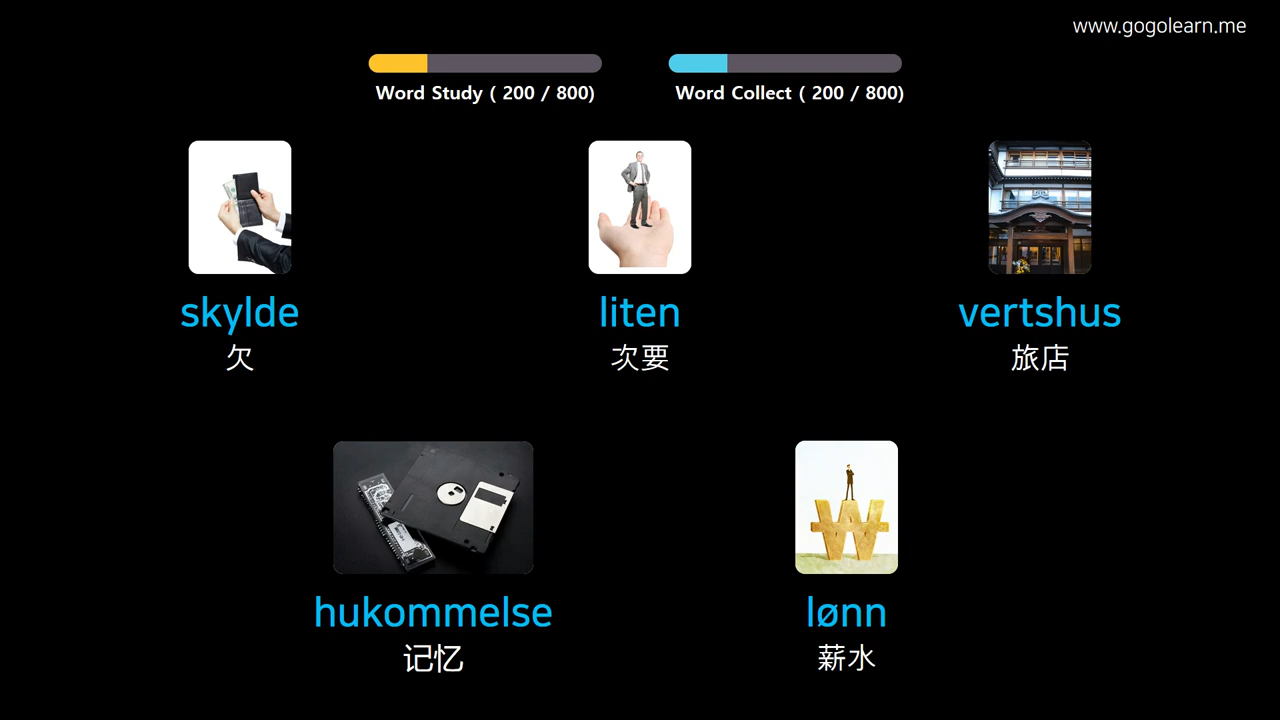 www.gogolearn.me
Word Study ( 200 / 800)
Word Collect ( 200 / 800)
skylde
欠
liten
次要
vertshus
旅店
hukommelse
记忆
lønn
薪水